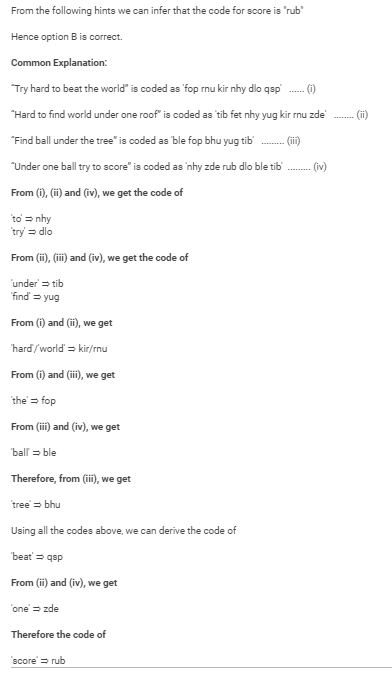 From the following hints we can infer that the code for score is "rub"
Hence option B is correct.
Common Explanation:
"Try hard to beat the world" is coded as 'fop rnu kir nhy dlo qsp' ...... (i)
"Hard to find world under one roof" is coded as 'tib fet nhy yug kir rnu zde' ........ (ii)
"Find ball under the tree" is coded as 'ble fop bhu yug tib' ......... (iii)
"Under one ball try to score" is coded as 'nhy zde rub dlo ble tib' ......... (iv)
From (i), (ii) and (iv), we get the code of
'to' ⇒ nhy
'try' ⇒ dlo
From (ii), (iii) and (iv), we get the code of
'under' ⇒ tib
'find' ⇒ yug
From (i) and (ii), we get
'hard'/'world' ⇒ kir/rnu
From (i) and (iii), we get
'the' ⇒ fop
From (iii) and (iv), we get
'ball' ⇒ ble
Therefore, from (iii), we get
'tree' ⇒ bhu
Using all the codes above, we can derive the code of
'beat' ⇒ qsp
From (ii) and (iv), we get
'one' ⇒ zde
Therefore the code of
'score' ⇒ rub